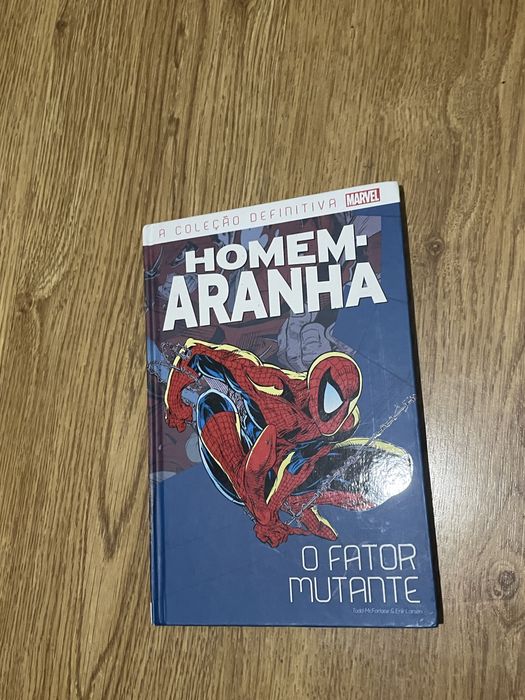 A COLEÇÃO DEFINITIVA MARVEL
HOMEM-
ARANHA
O FATOR
MUTANTE
Todd McFarlane & Erik Larsen